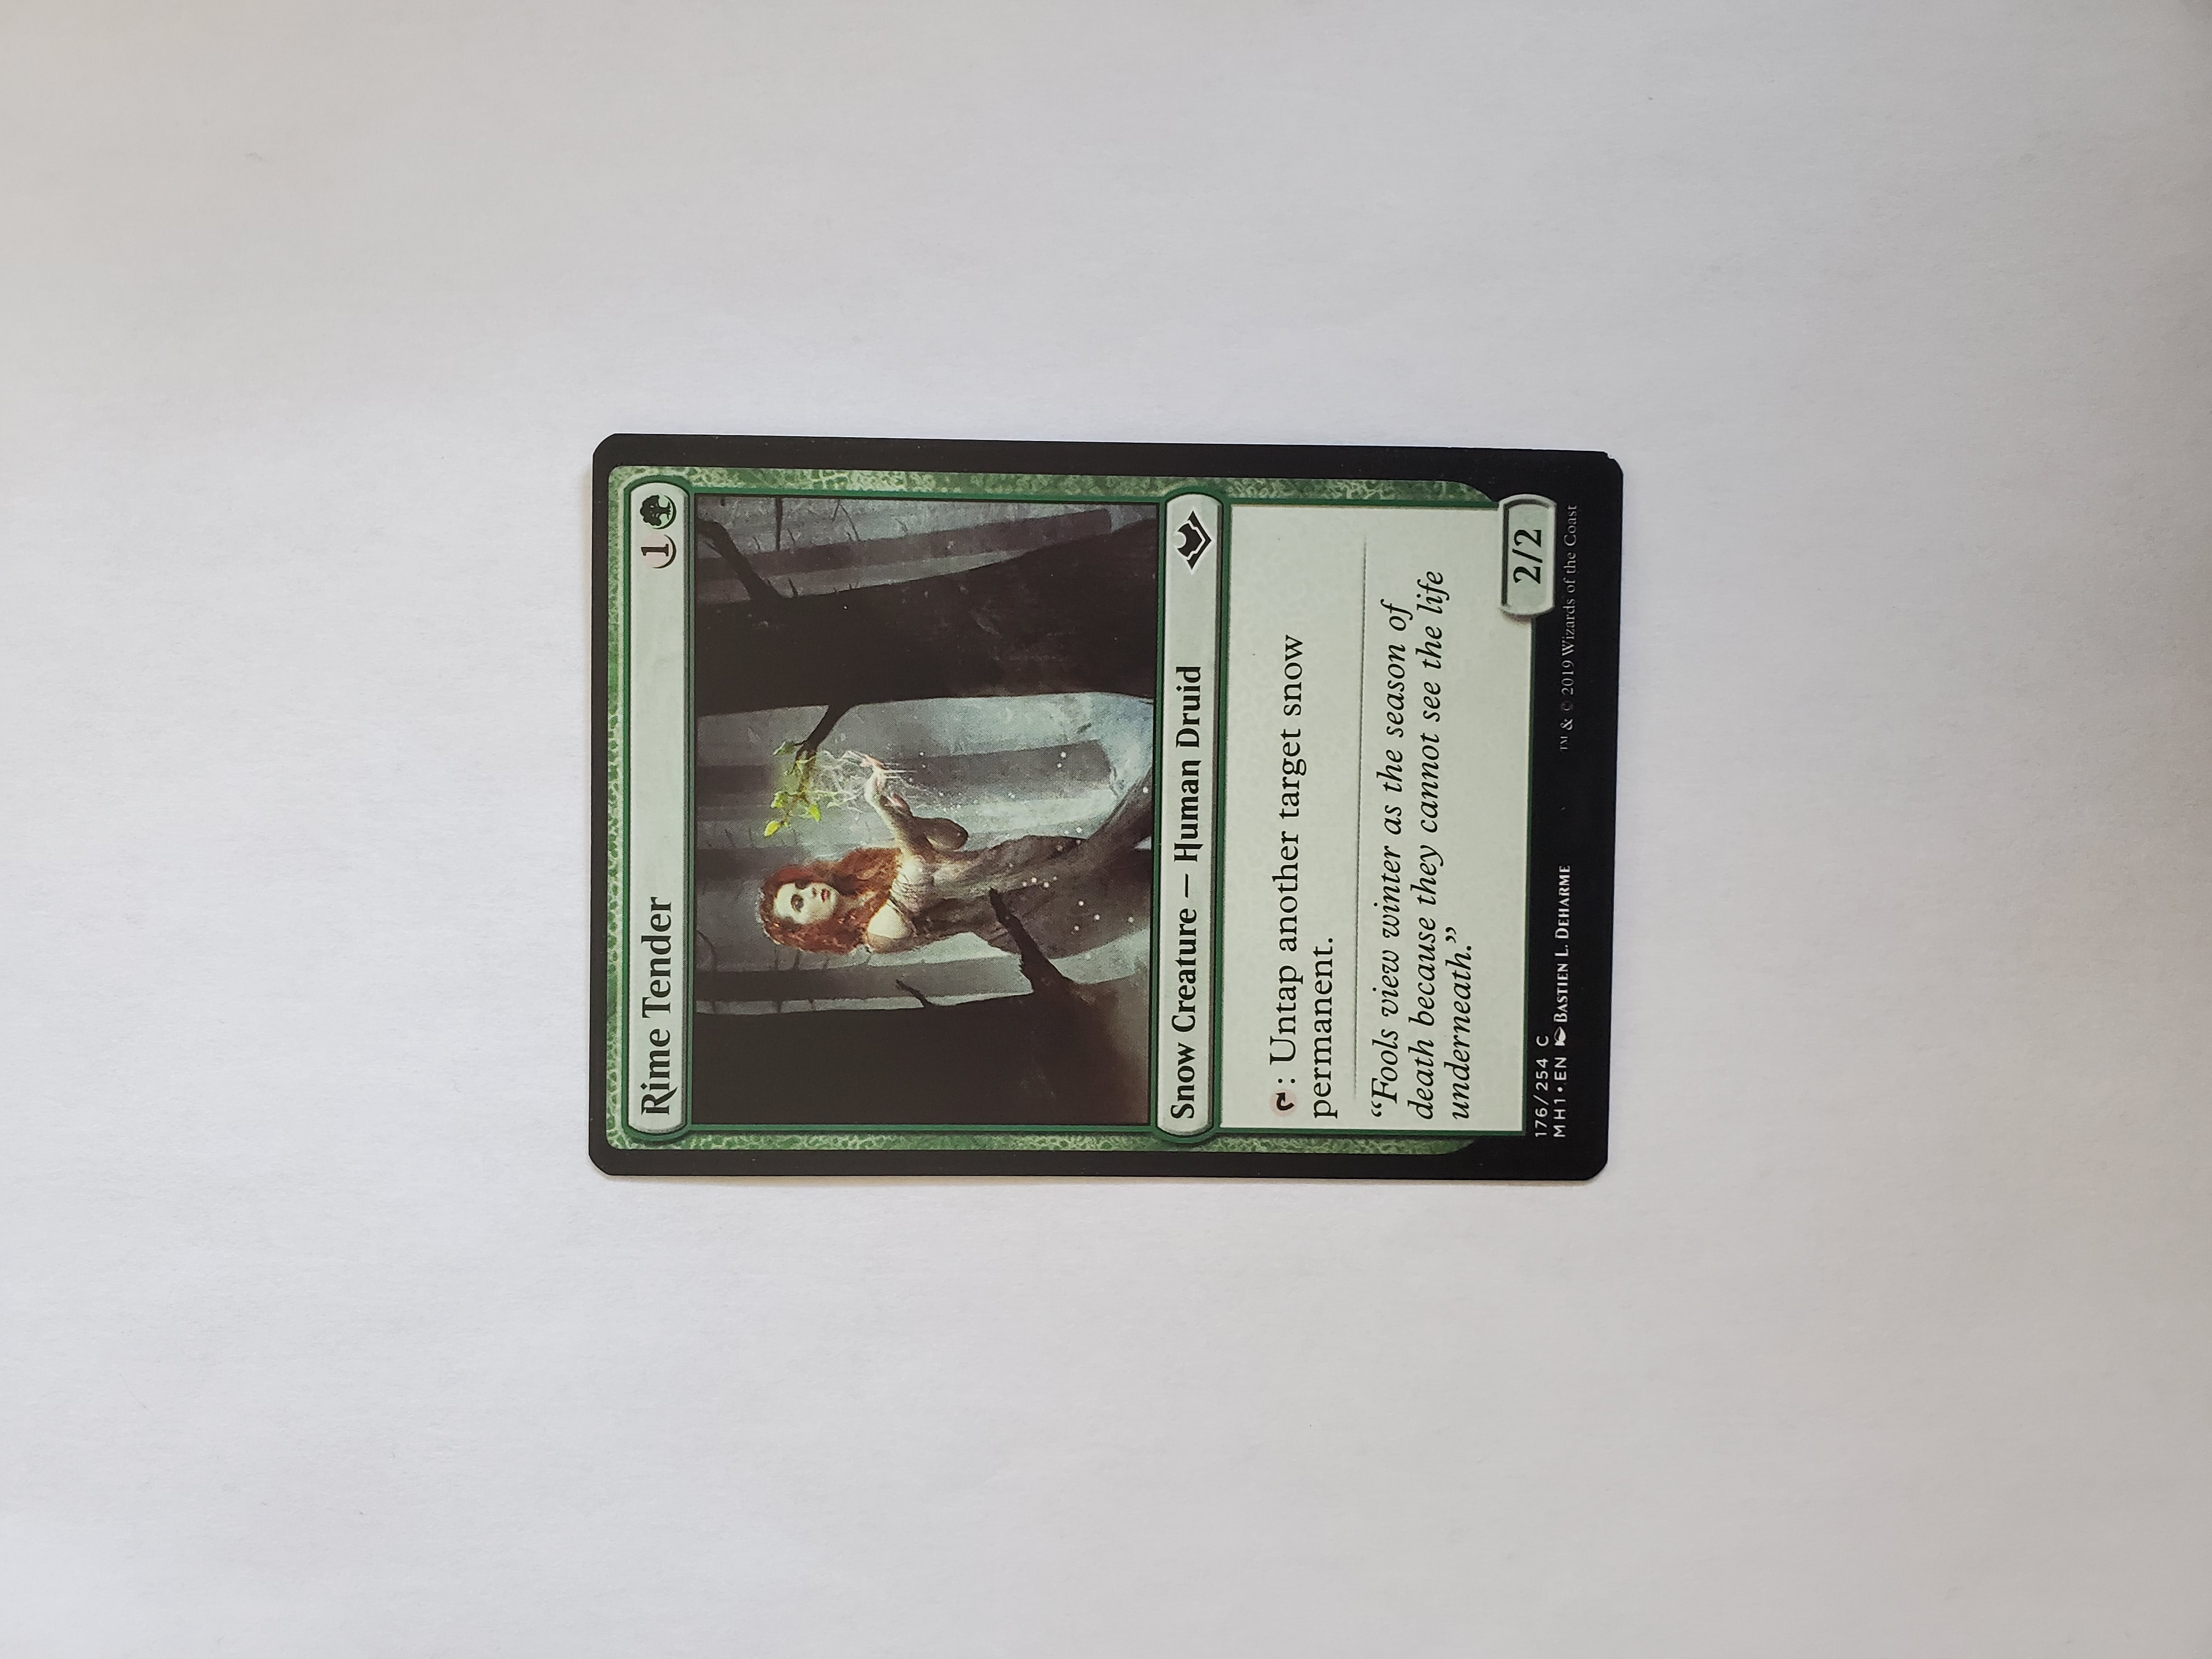 Rime Tender 1
Snow Creature — Human Druid
: Untap another target snow
permanent.
“Fools view winter as the season of
death because they cannot see the life
underneath.”
2/2
176/254 C
MH1•EN BASTIEN L. DEHARME
™ & © 2019 Wizards of the Coast